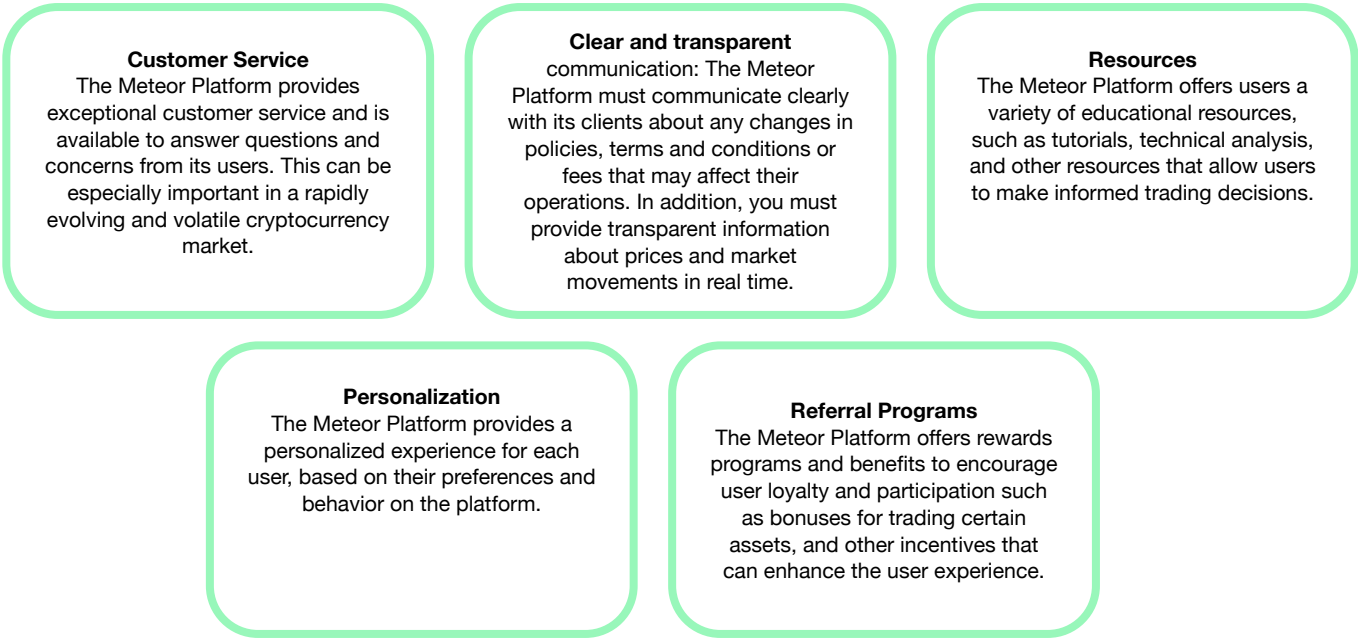 Customer Service
The Meteor Platform provides
exceptional customer service and is
available to answer questions and
concerns from its users. This can be
especially important in a rapidly
evolving and volatile cryptocurrency
market.
Clear and transparent
communication: The Meteor
Platform must communicate clearly
with its clients about any changes in
policies, terms and conditions or
fees that may affect their
operations. In addition, you must
provide transparent information
about prices and market
movements in real time.
Resources
The Meteor Platform offers users a
variety of educational resources,
such as tutorials, technical analysis,
and other resources that allow users
to make informed trading decisions.
Personalization
The Meteor Platform provides a
personalized experience for each
user, based on their preferences and
behavior on the platform.
Referral Programs
The Meteor Platform offers rewards
programs and benefits to encourage
user loyalty and participation such
as bonuses for trading certain
assets, and other incentives that
can enhance the user experience.